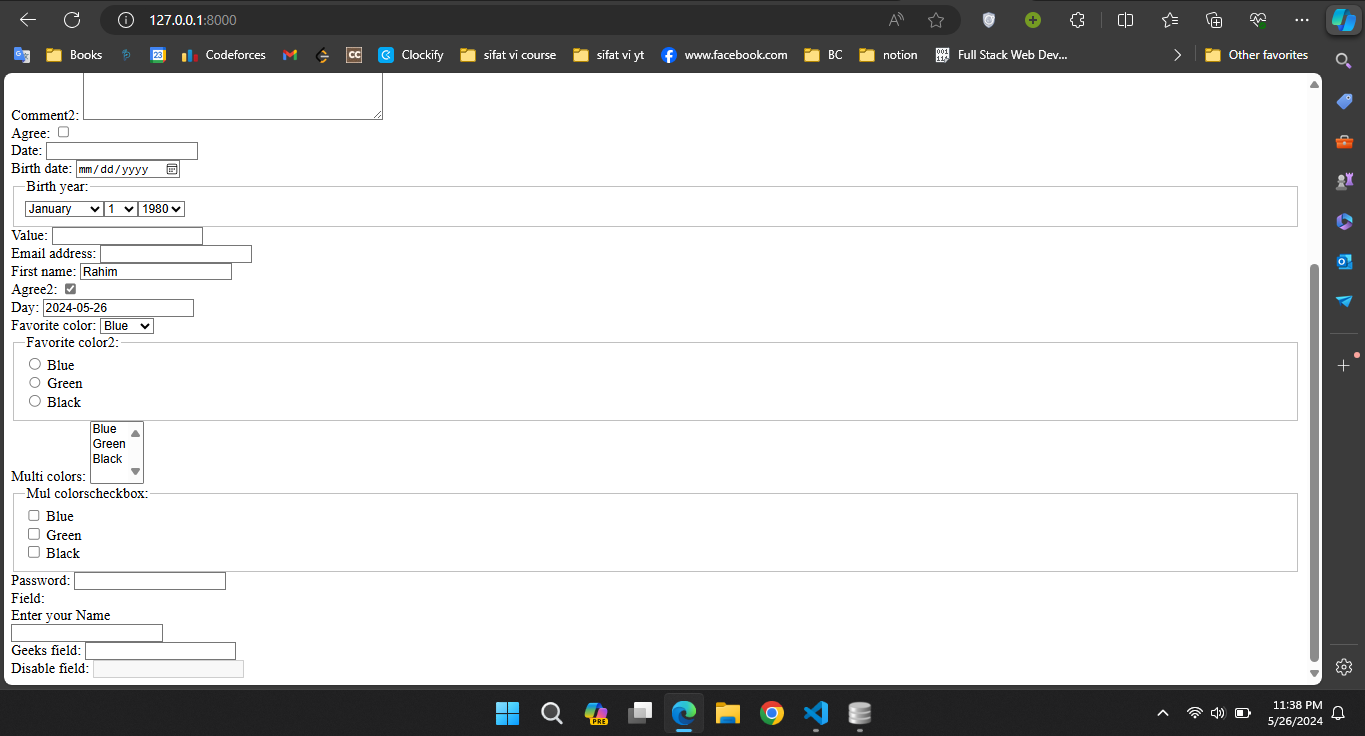 127.0.0.1:8000
Books
23
Codeforces
CC
Clockify
sifat vi course
sifat vi yt
www.facebook.com
BC
notion
Full Stack Web Dev...
Other favorites
Comment2:
Agree:
Date:
Birth date: mm/dd/yyyy
Birth year:
January 1 1980
Value:
Email address:
First name: Rahim
Agree2:
Day: 2024-05-26
Favorite color: Blue
Favorite color2:
Blue
Green
Black
Blue
Green
Black
Multi colors:
Mul colorscheckbox:
Blue
Green
Black
Password:
Field:
Enter your Name
Geeks field:
Disable field:
PRE
11:38 PM
5/26/2024